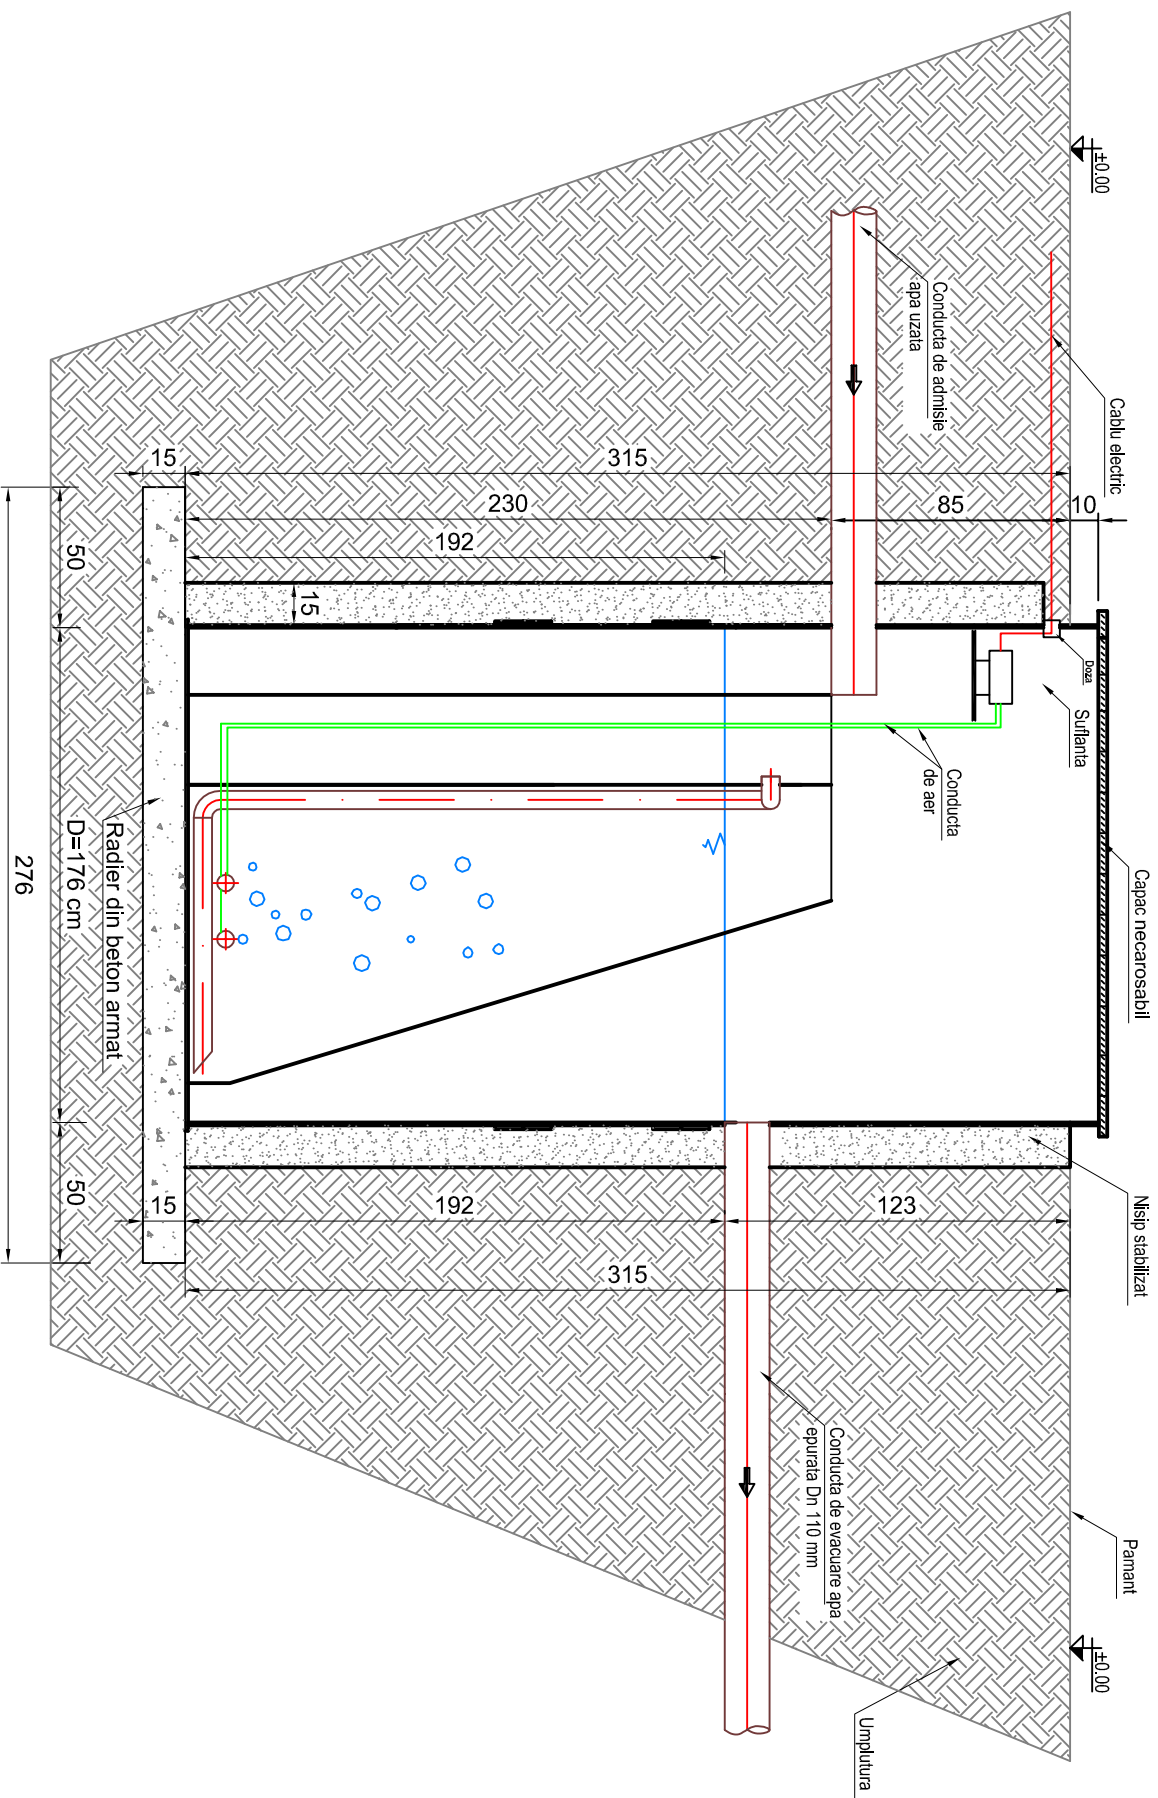 ±0.00
±0.00
Cablu electric
Capac necarosabil
Nisip stabilizat
Pamant
Doza
Suflanta
Conducta de admisie
apa uzata
Conducta
de aer
Conducta de evacuare apa
epurata Dn 110 mm
Umplutura
10
85
315
230
192
15
15
123
192
315
15
Radier din beton armat
50
D=176 cm
50
276